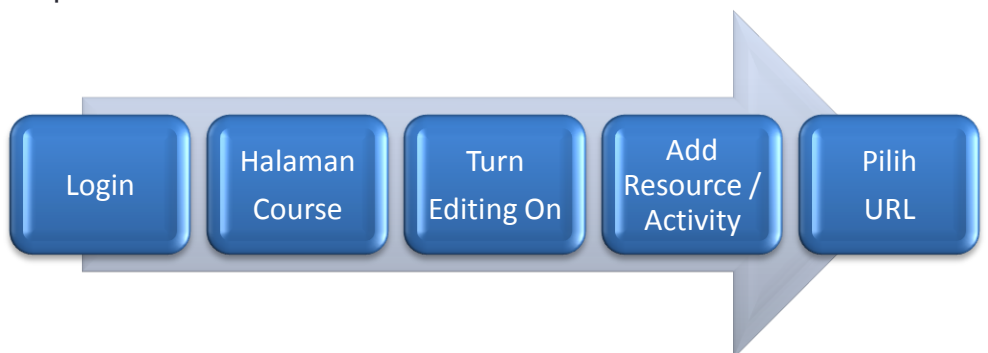 Login
Halaman
Course
Turn
Editing On
Add
Resource /
Activity
Pilih
URL